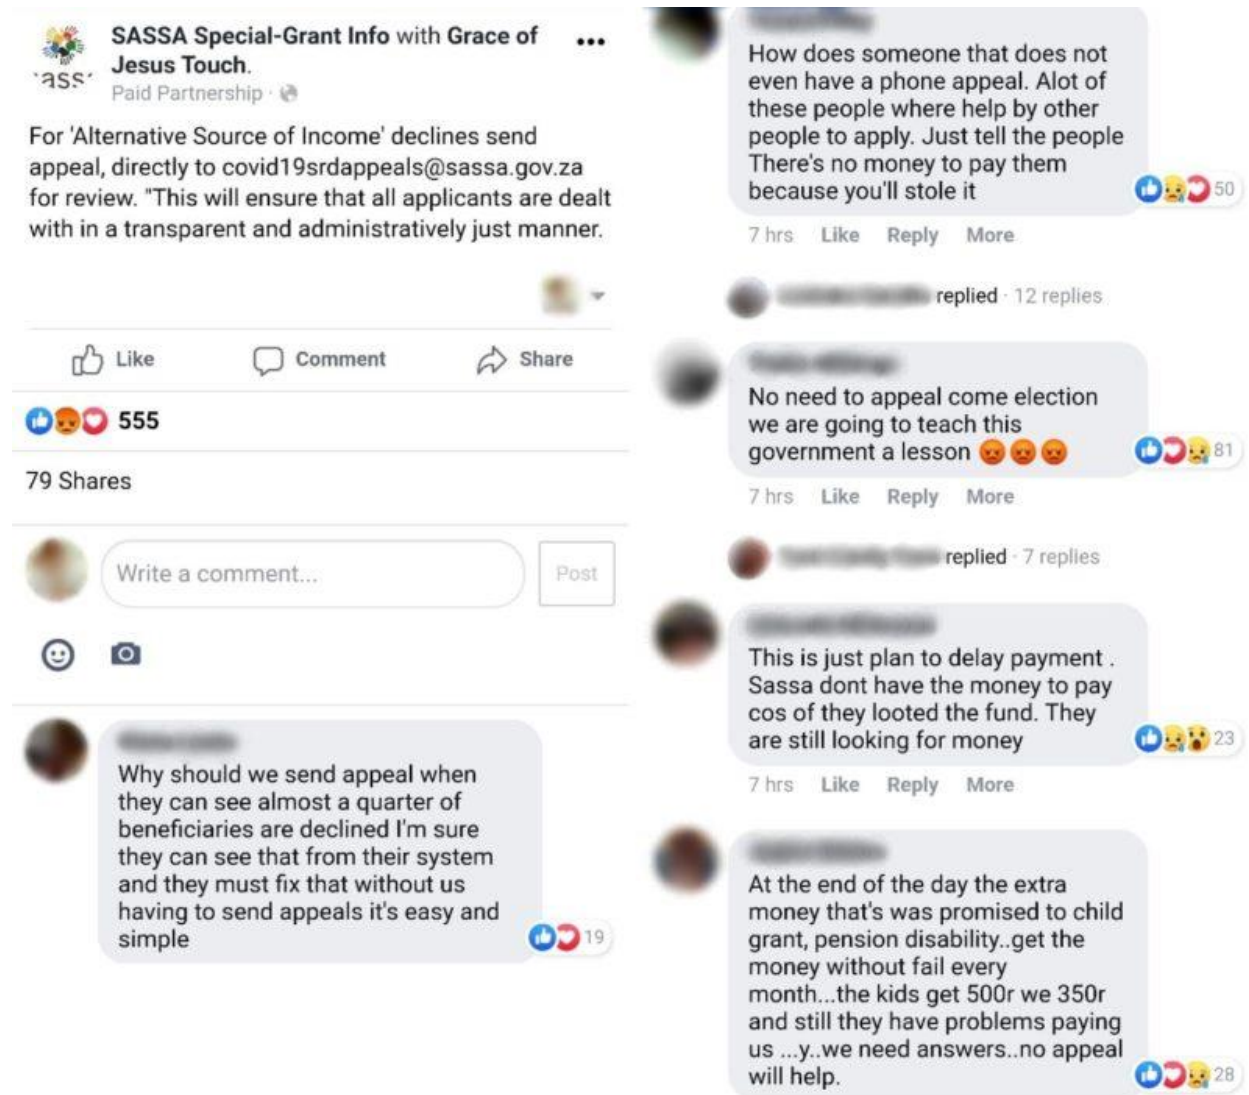 SASSA Special-Grant Info with Grace of
Jesus Touch.
Paid Partnership ·
'ass'
For 'Alternative Source of Income' declines send
appeal, directly to covid19srdappeals@sassa.gov.za
for review. "This will ensure that all applicants are dealt
with in a transparent and administratively just manner.
Like Comment Share
555
79 Shares
Write a comment... Post
Why should we send appeal when
they can see almost a quarter of
beneficiaries are declined I'm sure
they can see that from their system
and they must fix that without us
having to send appeals it's easy and
simple
19
How does someone that does not
even have a phone appeal. Alot of
these people where help by other
people to apply. Just tell the people
There's no money to pay them
because you'll stole it
50
7 hrs Like Reply More
replied · 12 replies
No need to appeal come election
we are going to teach this
government a lesson 😡😡😡
81
7 hrs Like Reply More
replied · 7 replies
This is just plan to delay payment .
Sassa dont have the money to pay
cos of they looted the fund. They
are still looking for money
23
7 hrs Like Reply More
At the end of the day the extra
money that's was promised to child
grant, pension disability..get the
money without fail every
month...the kids get 500r we 350r
and still they have problems paying
us ...y..we need answers..no appeal
will help.
28